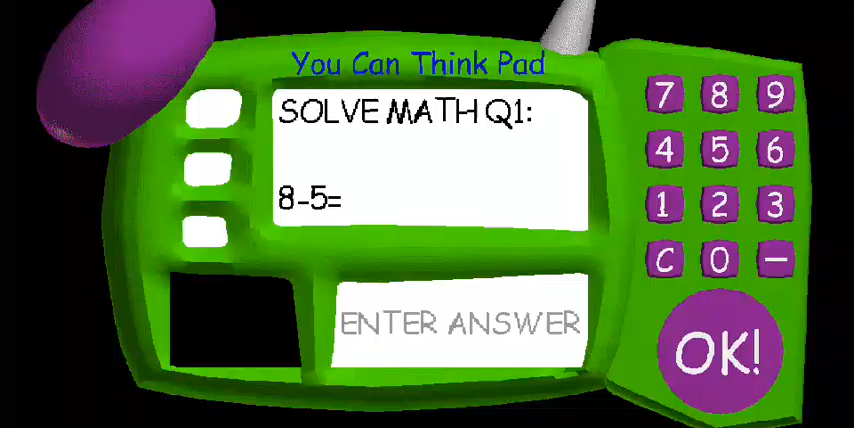 You Can Think Pad
SOLVE MATH Q1:
8-5=
ENTER ANSWER
7 8 9
4 5 6
1 2 3
C 0 −
OK!